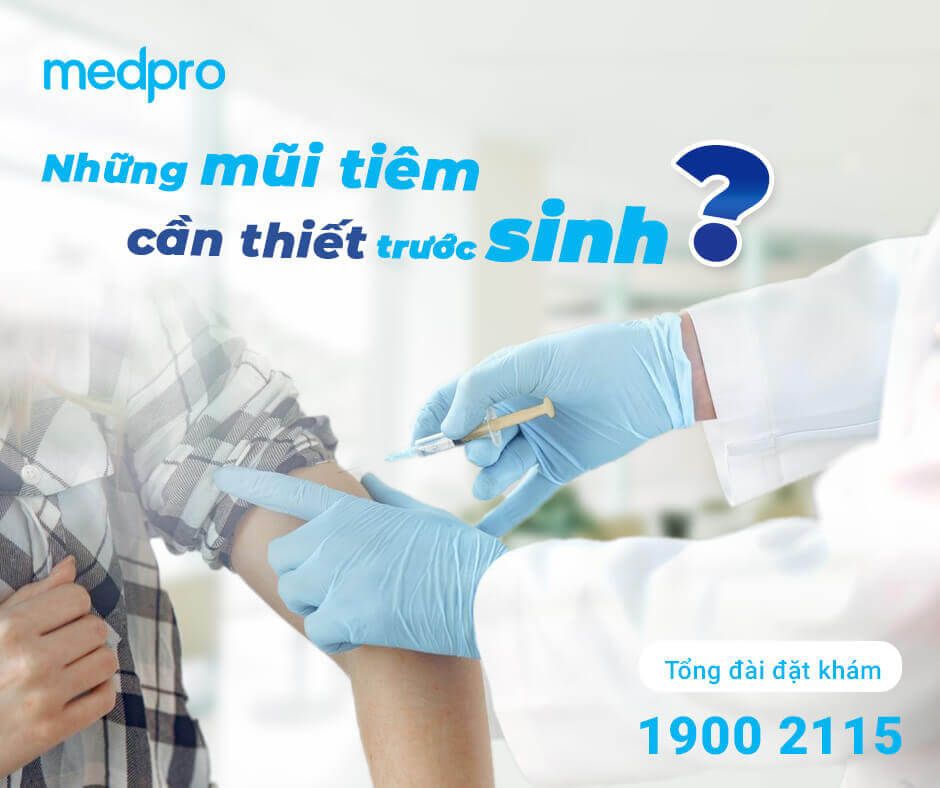 medpro
Những mũi tiêm
cần thiết trước sinh?
Tổng đài đặt khám
1900 2115